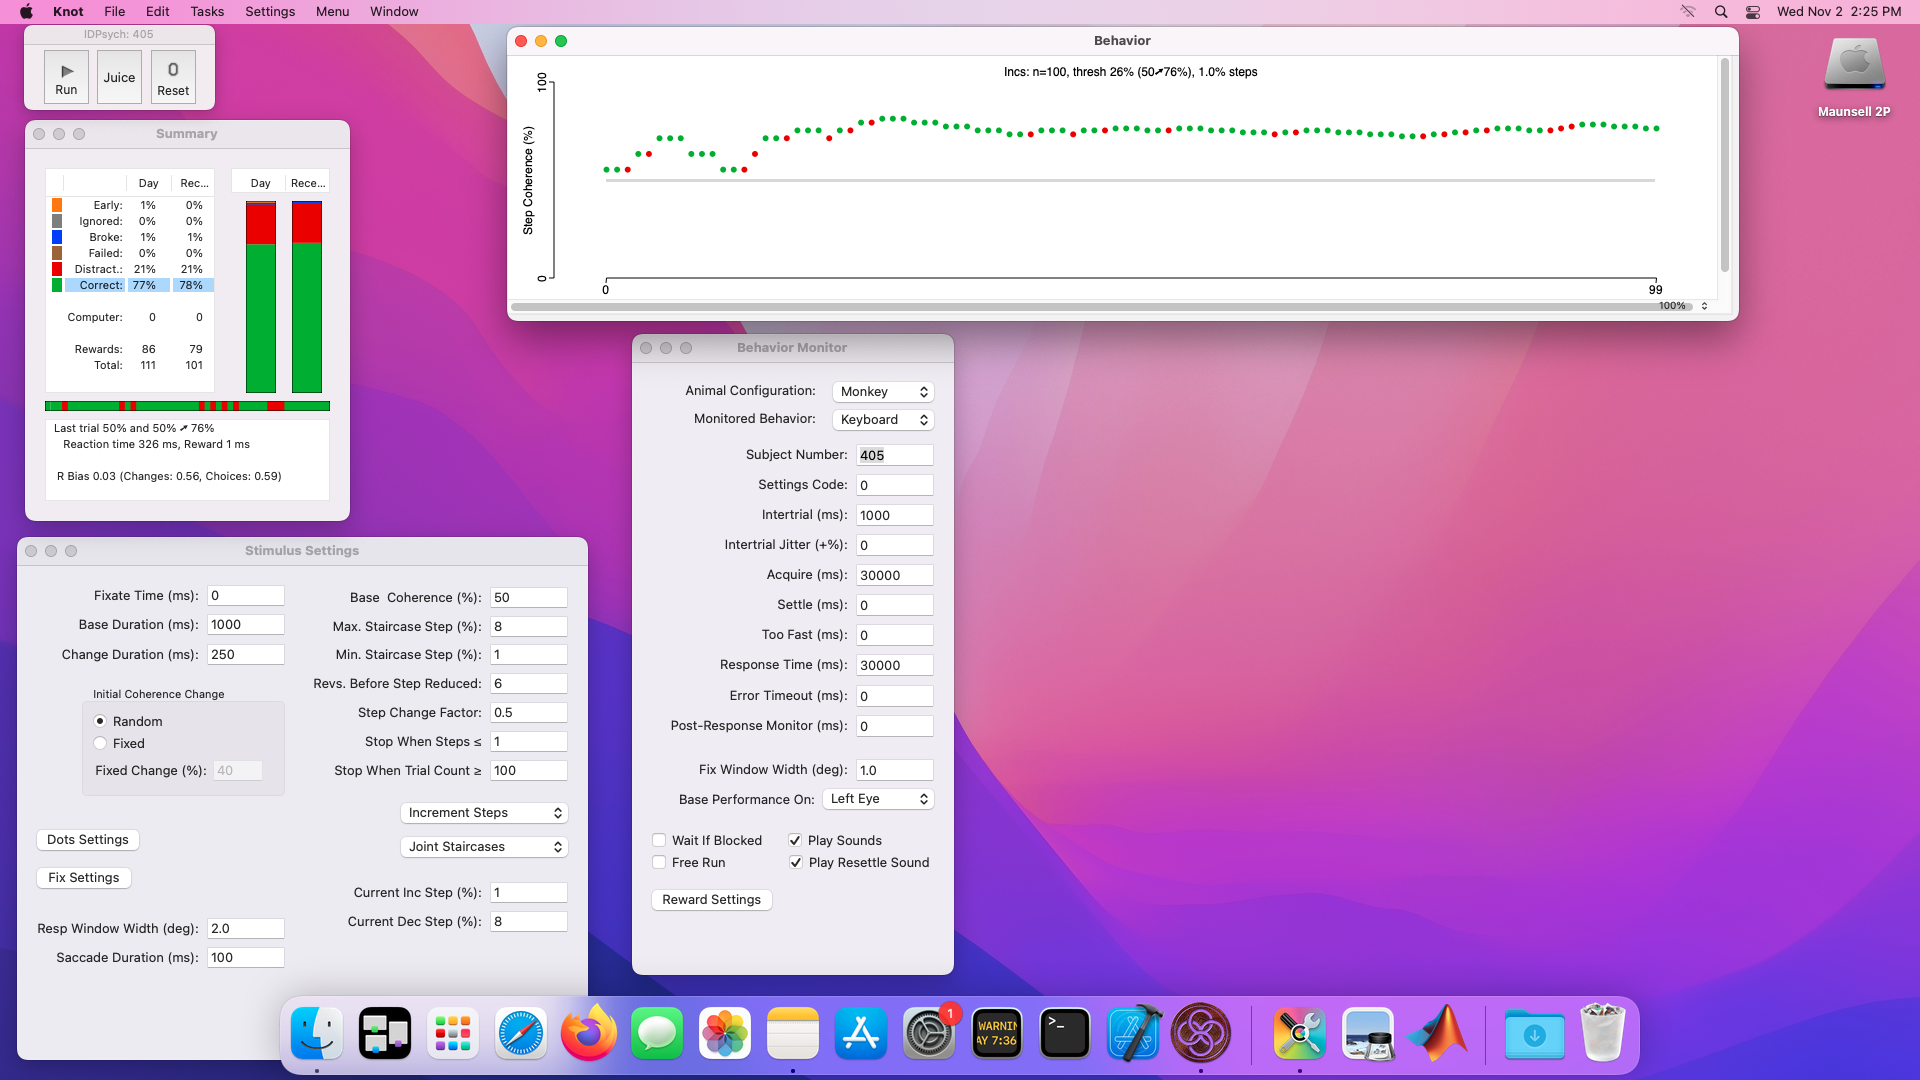 Knot File Edit Tasks Settings Menu Window
Wed Nov 2 2:25 PM
IDPsych: 405
Run
Juice
0
Reset
Summary
Day Rec...
Early: 1% 0%
Ignored: 0% 0%
Broke: 1% 1%
Failed: 0% 0%
Distract.: 21% 21%
Correct: 77% 78%
Computer: 0 0
Rewards: 86 79
Total: 111 101
Day Rece...
Last trial 50% and 50% ➚ 76%
Reaction time 326 ms, Reward 1 ms
R Bias 0.03 (Changes: 0.56, Choices: 0.59)
Behavior
Incs: n=100, thresh 26% (50➚76%), 1.0% steps
Step Coherence (%)
100
0
0
99
100%
Maunsell 2P
Stimulus Settings
Fixate Time (ms): 0
Base Duration (ms): 1000
Change Duration (ms): 250
Initial Coherence Change
Random
Fixed
Fixed Change (%): 40
Dots Settings
Fix Settings
Resp Window Width (deg): 2.0
Saccade Duration (ms): 100
Base Coherence (%): 50
Max. Staircase Step (%): 8
Min. Staircase Step (%): 1
Revs. Before Step Reduced: 6
Step Change Factor: 0.5
Stop When Steps ≤ 1
Stop When Trial Count ≥ 100
Increment Steps
Joint Staircases
Current Inc Step (%): 1
Current Dec Step (%): 8
Behavior Monitor
Animal Configuration: Monkey
Monitored Behavior: Keyboard
Subject Number: 405
Settings Code: 0
Intertrial (ms): 1000
Intertrial Jitter (+%): 0
Acquire (ms): 30000
Settle (ms): 0
Too Fast (ms): 0
Response Time (ms): 30000
Error Timeout (ms): 0
Post-Response Monitor (ms): 0
Fix Window Width (deg): 1.0
Base Performance On: Left Eye
Wait If Blocked
Play Sounds
Free Run
Play Resettle Sound
Reward Settings
1
WARNIN
AY 7:36
>_